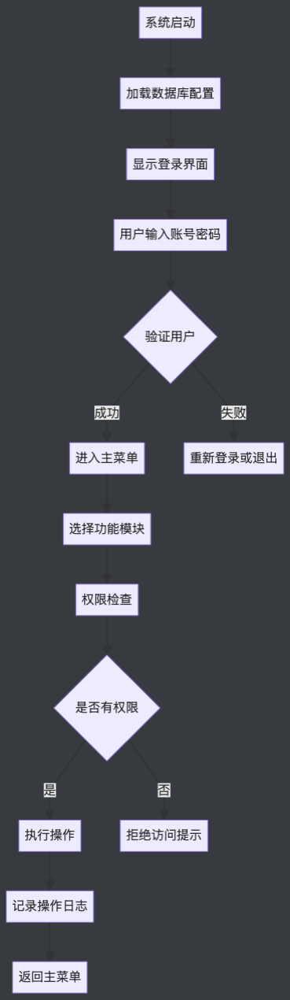 系统启动
加载数据库配置
显示登录界面
用户输入账号密码
验证用户
成功
失败
进入主菜单
重新登录或退出
选择功能模块
权限检查
是否有权限
是
否
执行操作
拒绝访问提示
记录操作日志
返回主菜单